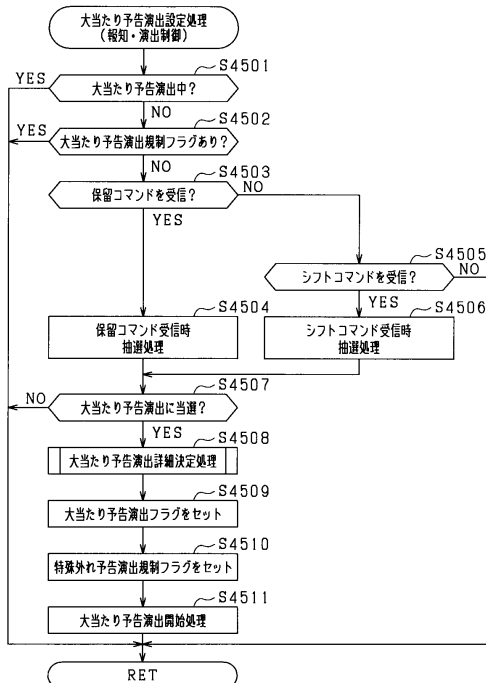 大当たり予告演出設定処理
(報知・演出制御)
S4501
YES
大当たり予告演出中?
NO
S4502
YES
大当たり予告演出規制フラグあり?
NO
S4503
保留コマンドを受信?
NO
YES
S4505
シフトコマンドを受信?
NO
YES
S4504
保留コマンド受信時
抽選処理
S4506
シフトコマンド受信時
抽選処理
S4507
NO
大当たり予告演出に当選?
YES
S4508
大当たり予告演出詳細決定処理
S4509
大当たり予告演出フラグをセット
S4510
特殊外れ予告演出規制フラグをセット
S4511
大当たり予告演出開始処理
RET